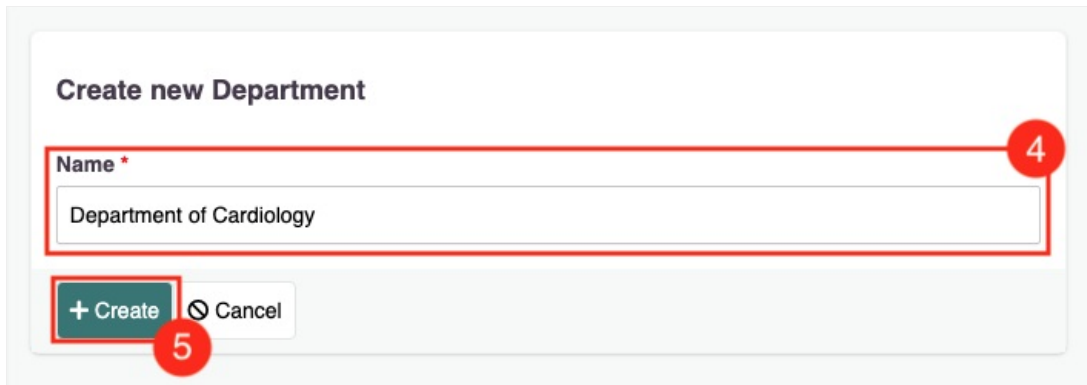 Create new Department
4
Name *
Department of Cardiology
+ Create Cancel
5